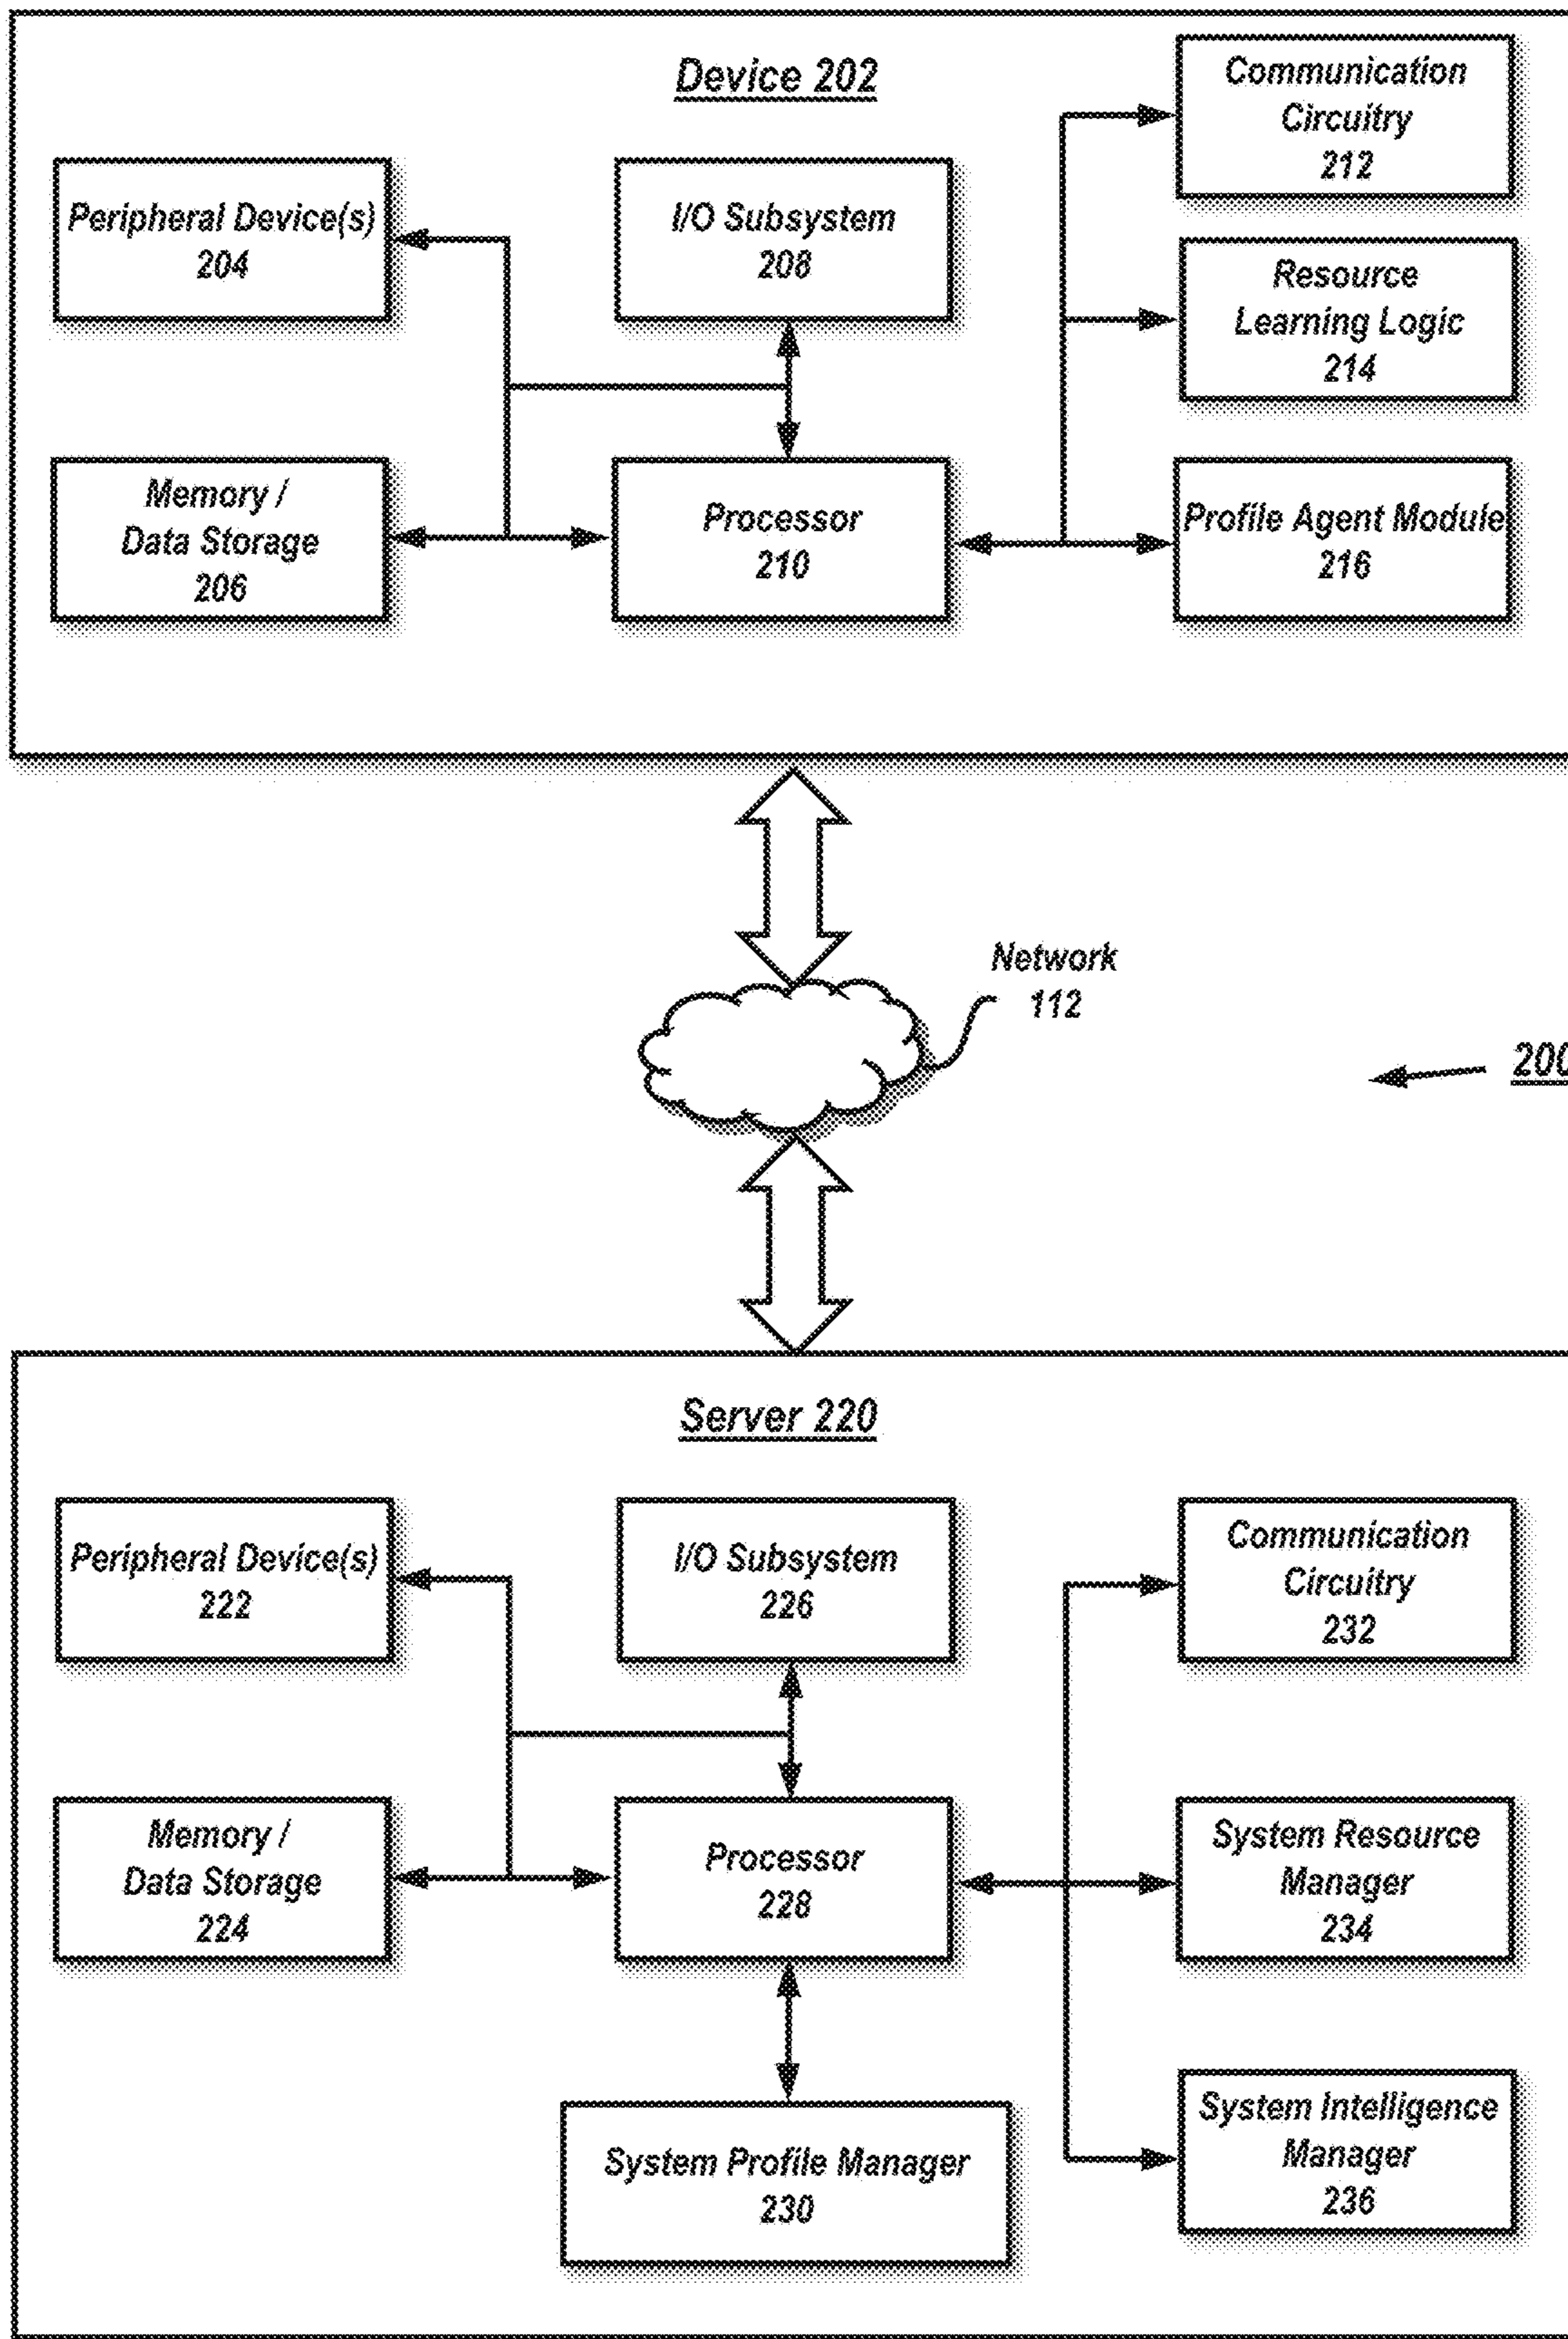 Device 202
Communication
Circuitry
212
Peripheral Device(s)
204
I/O Subsystem
208
Resource
Learning Logic
214
Memory /
Data Storage
206
Processor
210
Profile Agent Module
216
Network
112
200
Server 220
Peripheral Device(s)
222
I/O Subsystem
226
Communication
Circuitry
232
Memory /
Data Storage
224
Processor
228
System Resource
Manager
234
System Profile Manager
230
System Intelligence
Manager
236